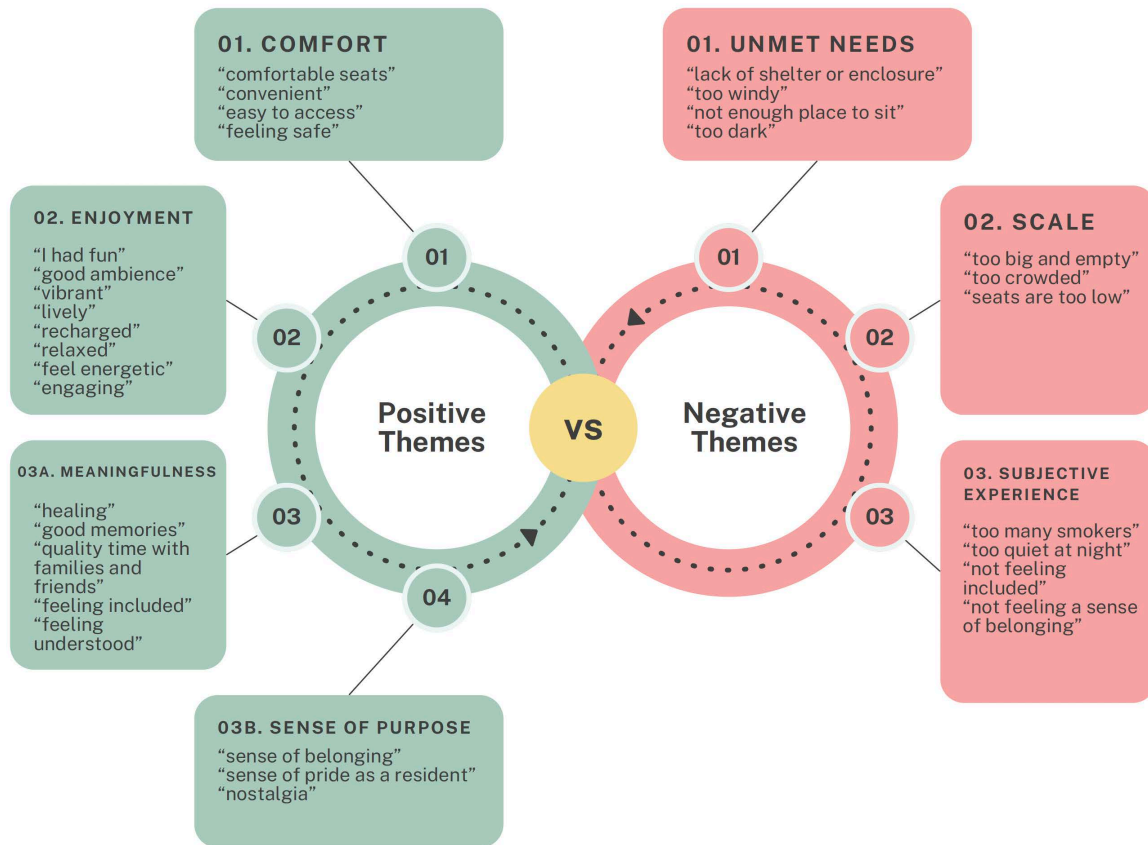 01. COMFORT
“comfortable seats”
“convenient”
“easy to access”
“feeling safe”
01. UNMET NEEDS
“lack of shelter or enclosure”
“too windy”
“not enough place to sit”
“too dark”
02. ENJOYMENT
“I had fun”
“good ambience”
“vibrant”
“lively”
“recharged”
“relaxed”
“feel energetic”
“engaging”
02. SCALE
“too big and empty”
“too crowded”
“seats are too low”
01
02
03
04
Positive
Themes
VS
Negative
Themes
01
02
03
03A. MEANINGFULNESS
“healing”
“good memories”
“quality time with
families and
friends”
“feeling included”
“feeling
understood”
03. SUBJECTIVE
EXPERIENCE
“too many smokers”
“too quiet at night”
“not feeling
included”
“not feeling a sense
of belonging”
03B. SENSE OF PURPOSE
“sense of belonging”
“sense of pride as a resident”
“nostalgia”